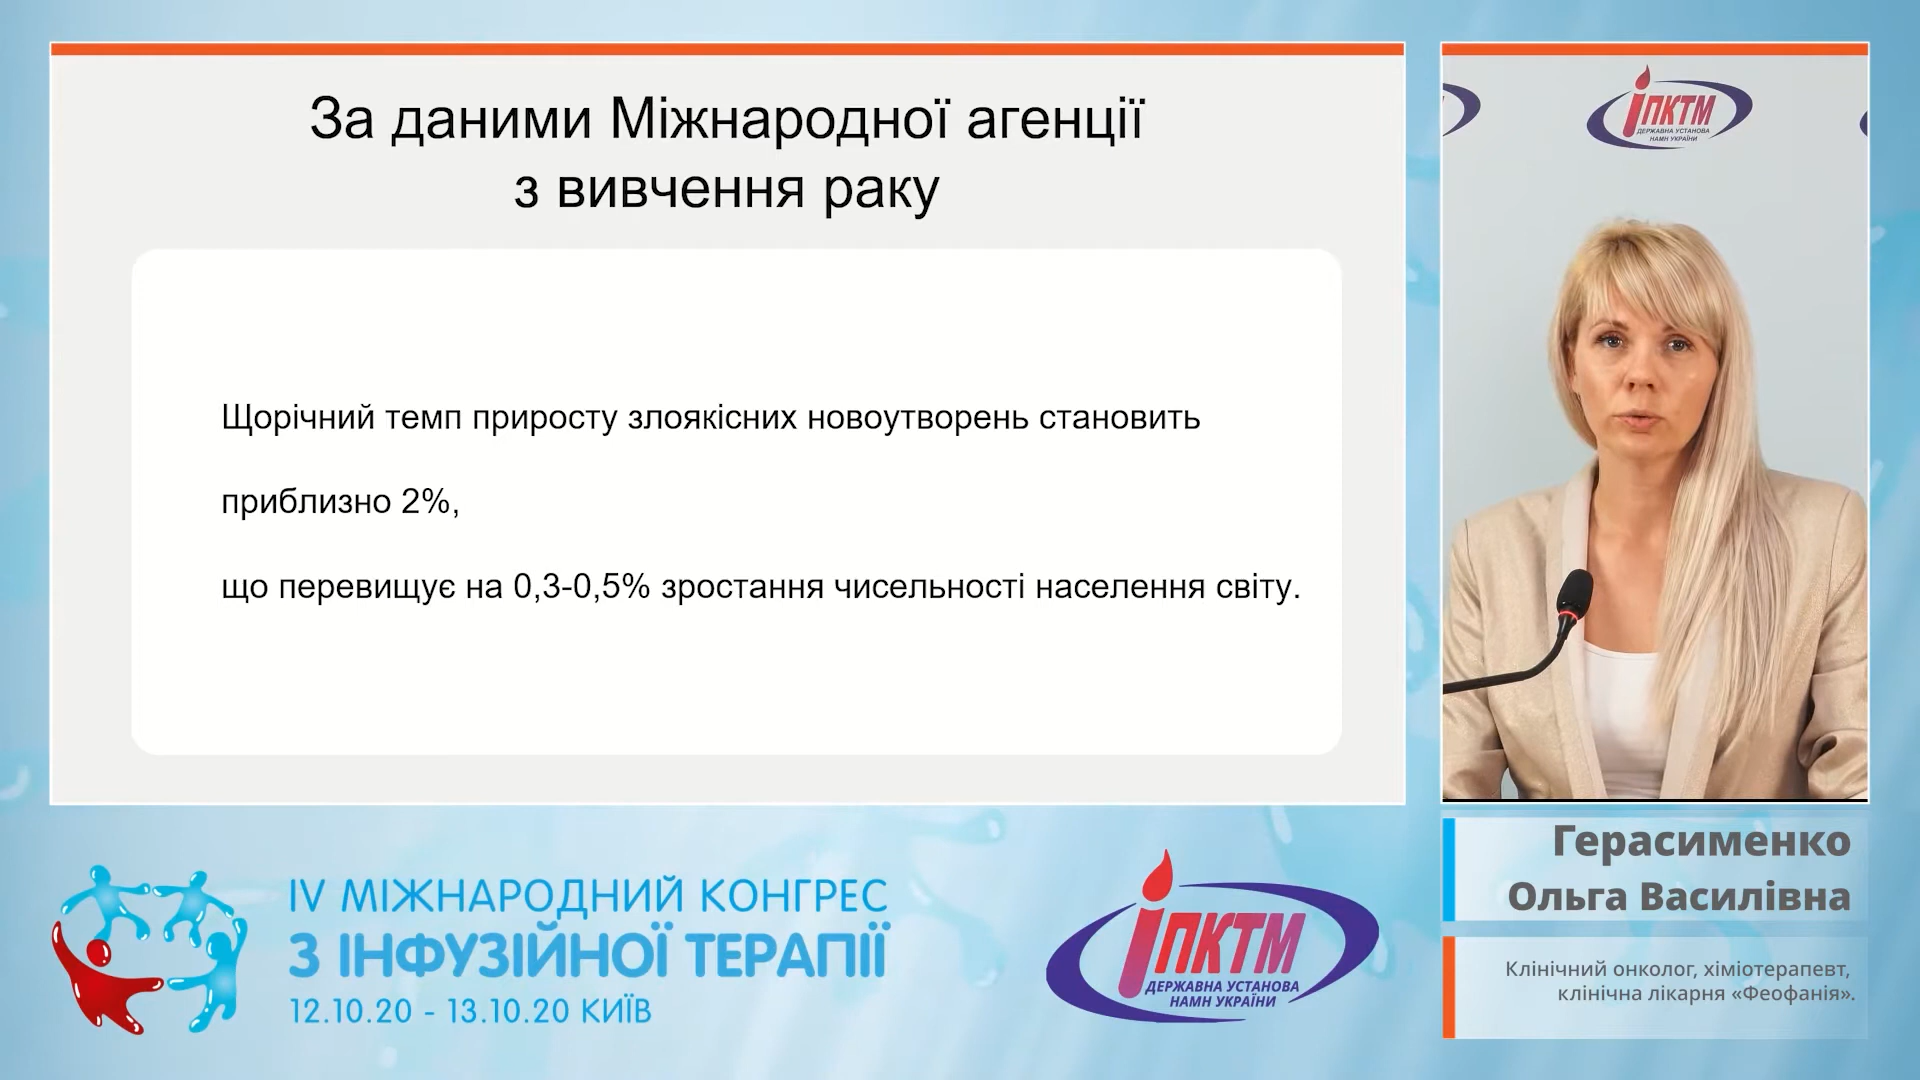 За даними Міжнародної агенції
з вивчення раку
Щорічний темп приросту злоякісних новоутворень становить
приблизно 2%,
що перевищує на 0,3-0,5% зростання чисельності населення світу.
ІПКТМ
ДЕРЖАВНА УСТАНОВА
НАМН УКРАЇНИ
Герасименко
Ольга Василівна
Клінічний онколог, хіміотерапевт,
клінічна лікарня «Феофанія».
IV МІЖНАРОДНИЙ КОНГРЕС
З ІНФУЗІЙНОЇ ТЕРАПІЇ
12.10.20 - 13.10.20 КИЇВ
ІПКТМ
ДЕРЖАВНА УСТАНОВА
НАМН УКРАЇНИ